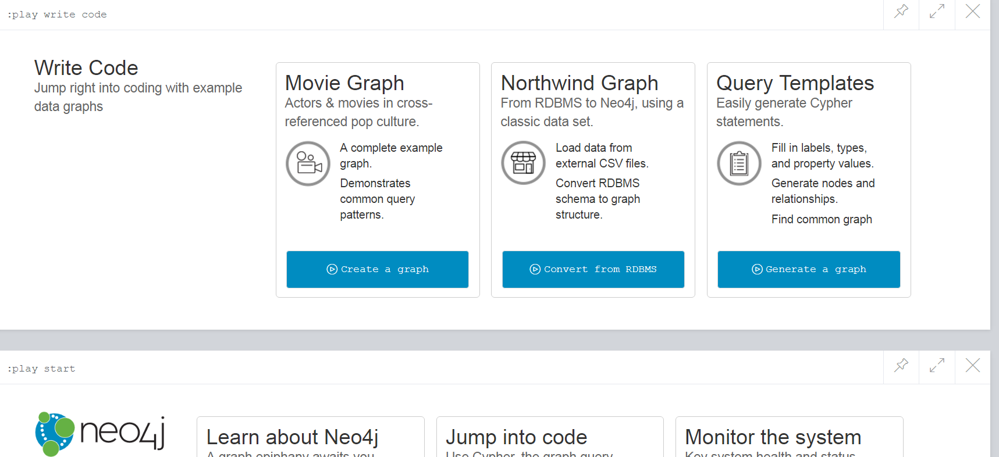 :play write code
Write Code
Jump right into coding with example
data graphs
Movie Graph
Actors & movies in cross-
referenced pop culture.
A complete example
graph.
Demonstrates
common query
patterns.
Create a graph
Northwind Graph
From RDBMS to Neo4j, using a
classic data set.
Load data from
external CSV files.
Convert RDBMS
schema to graph
structure.
Convert from RDBMS
Query Templates
Easily generate Cypher
statements.
Fill in labels, types,
and property values.
Generate nodes and
relationships.
Find common graph
Generate a graph
:play start
neo4j
Learn about Neo4j
A graph epiphany awaits you
Jump into code
Use Cypher, the graph query
Monitor the system
Key system health and status